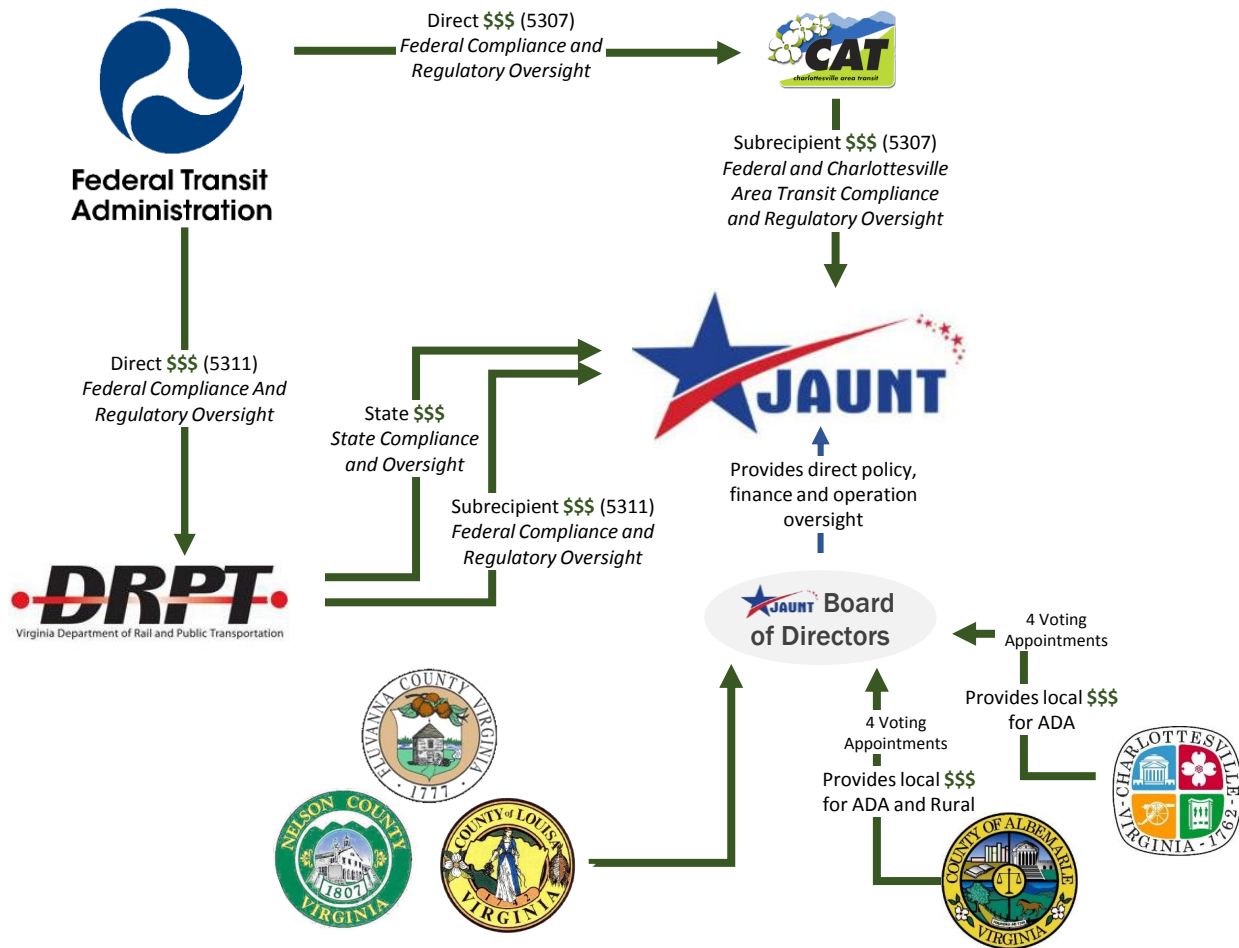 Direct $$$ (5307)
Federal Compliance and
Regulatory Oversight
CAT
charlottesville area transit
Federal Transit
Administration
Subrecipient $$$ (5307)
Federal and Charlottesville
Area Transit Compliance
and Regulatory Oversight
Direct $$$ (5311)
Federal Compliance And
Regulatory Oversight
JAUNT
State $$$
State Compliance
and Oversight
Subrecipient $$$ (5311)
Federal Compliance and
Regulatory Oversight
Provides direct policy,
finance and operation
oversight
DRPT
Virginia Department of Rail and Public Transportation
JAUNT Board
of Directors
4 Voting
Appointments
Provides local $$$
for ADA
4 Voting
Appointments
Provides local $$$
for ADA and Rural
FLUVANNA COUNTY VIRGINIA
· 1777 ·
NELSON COUNTY
1807
VIRGINIA
COUNTY of LOUISA
VIRGINIA
COUNTY OF ALBEMARLE
VIRGINIA
CHARLOTTESVILLE
VIRGINIA - 1762